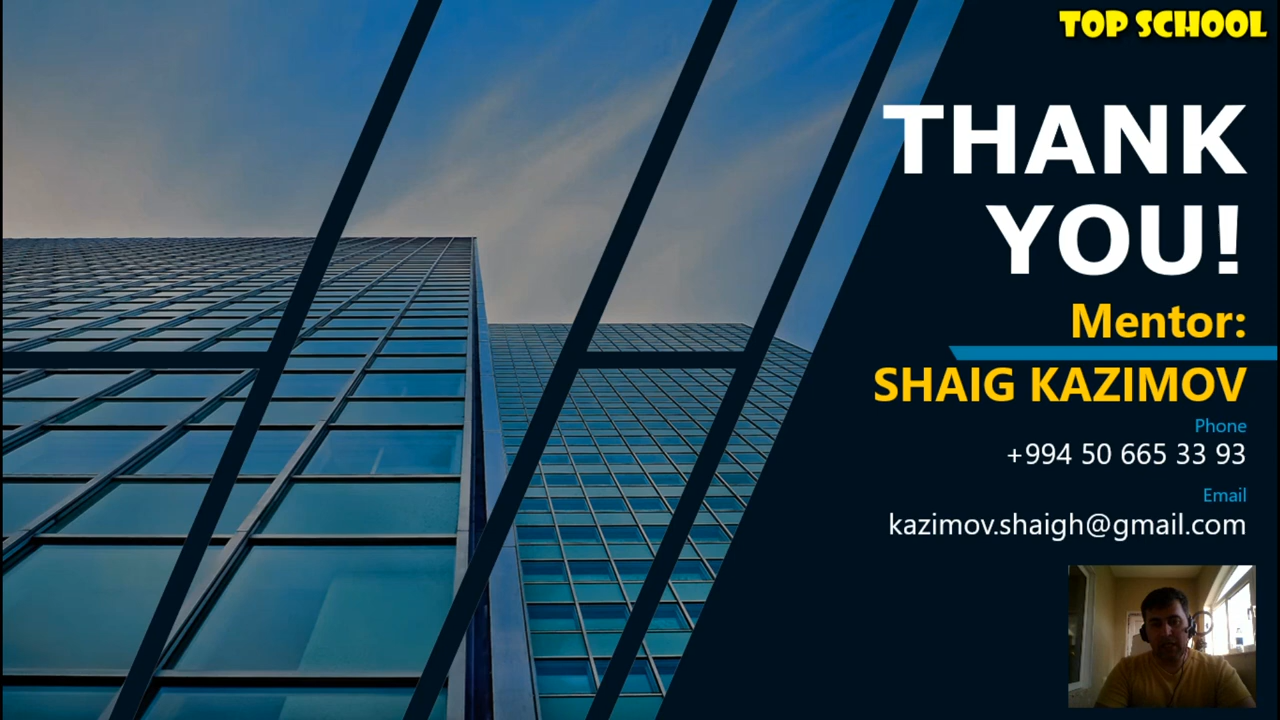 TOP SCHOOL
THANK
YOU!
Mentor:
SHAIG KAZIMOV
Phone
+994 50 665 33 93
Email
kazimov.shaigh@gmail.com